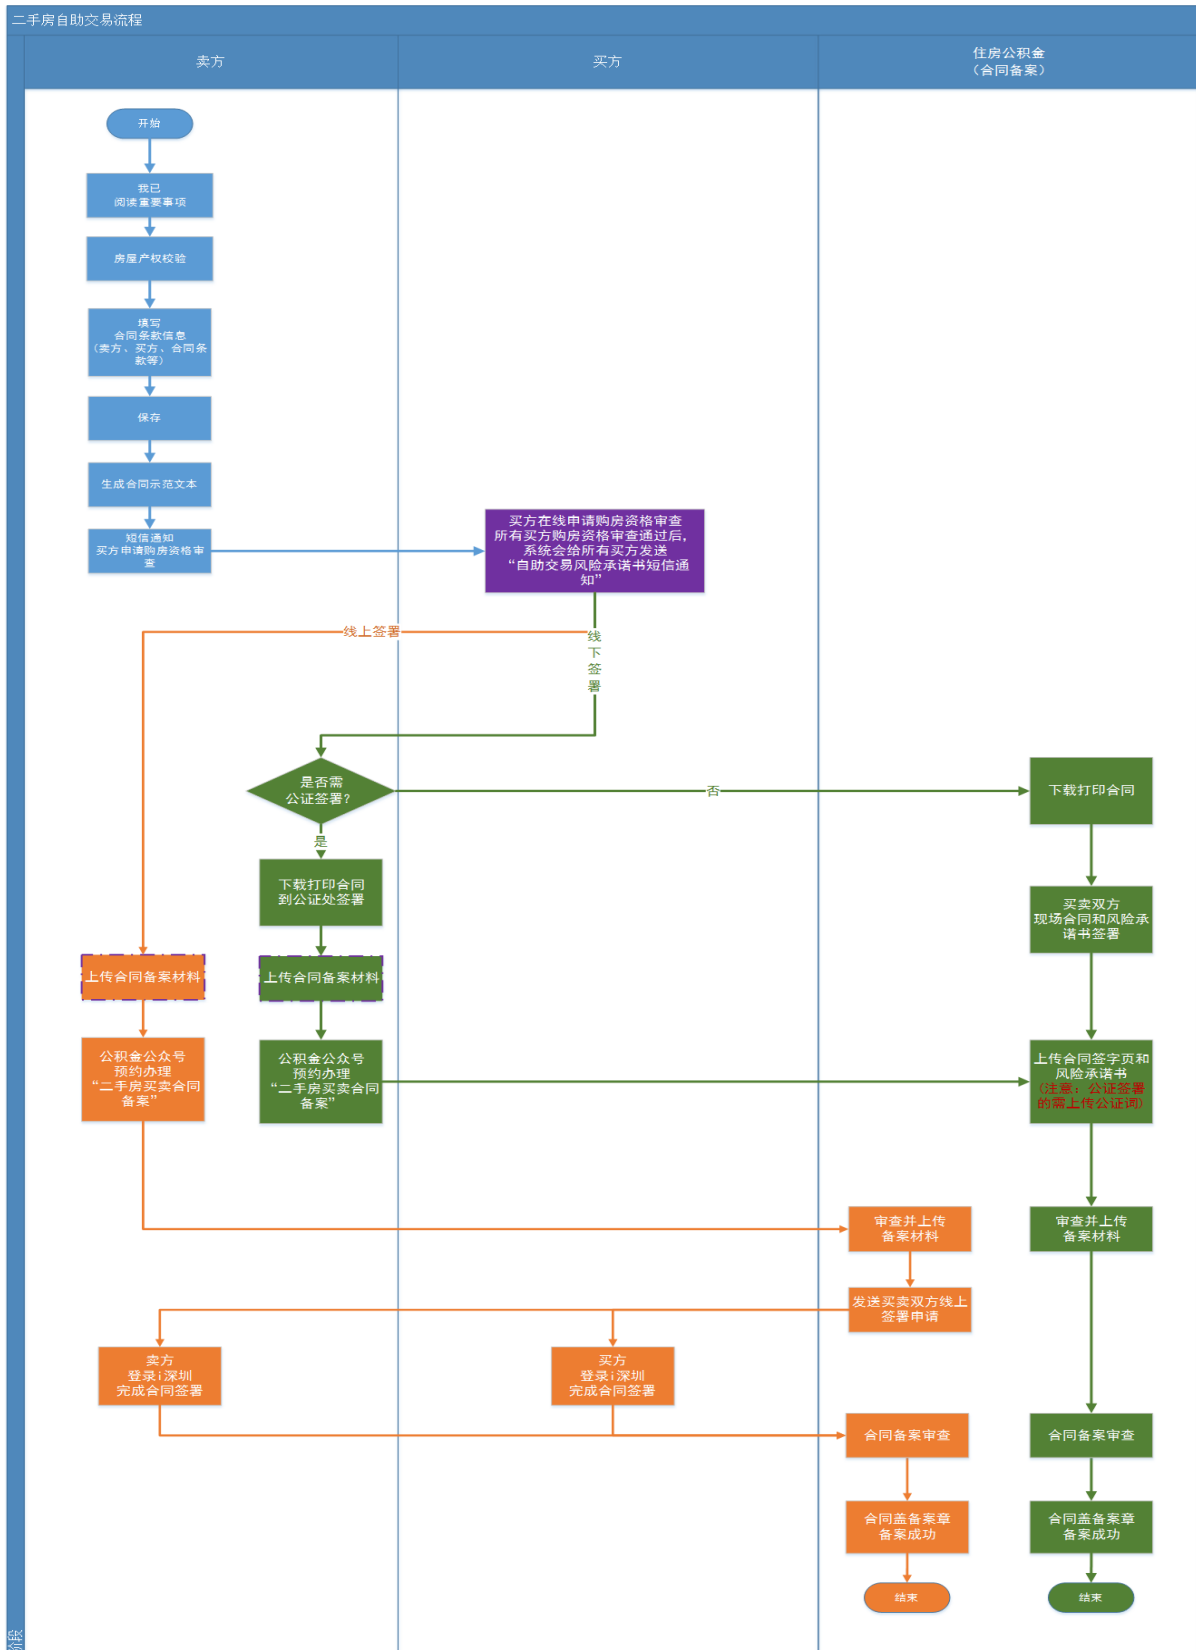 二手房自助交易流程
卖方
买方
住房公积金
（合同备案）
开始
我已
阅读重要事项
房屋产权校验
填写
合同条款信息
（卖方、买方、合同条
款等）
保存
生成合同示范文本
短信通知
买方申请购房资格审
查
买方在线申请购房资格审查
所有买方购房资格审查通过后，
系统会给所有买方发送
“自助交易风险承诺书短信通
知”
线上签署
线
下
签
署
是否需
公证签署？
否
是
下载打印合同
下载打印合同
到公证处签署
买卖双方
现场合同和风险承
诺书签署
上传合同备案材料
上传合同备案材料
公积金公众号
预约办理
“二手房买卖合同
备案”
公积金公众号
预约办理
“二手房买卖合同
备案”
上传合同签字页和
风险承诺书
（注意：公证签署
的需上传公证词）
审查并上传
备案材料
审查并上传
备案材料
发送买卖双方线上
签署申请
卖方
登录i深圳
完成合同签署
买方
登录i深圳
完成合同签署
合同备案审查
合同备案审查
合同盖备案章
备案成功
合同盖备案章
备案成功
结束
结束
阶段